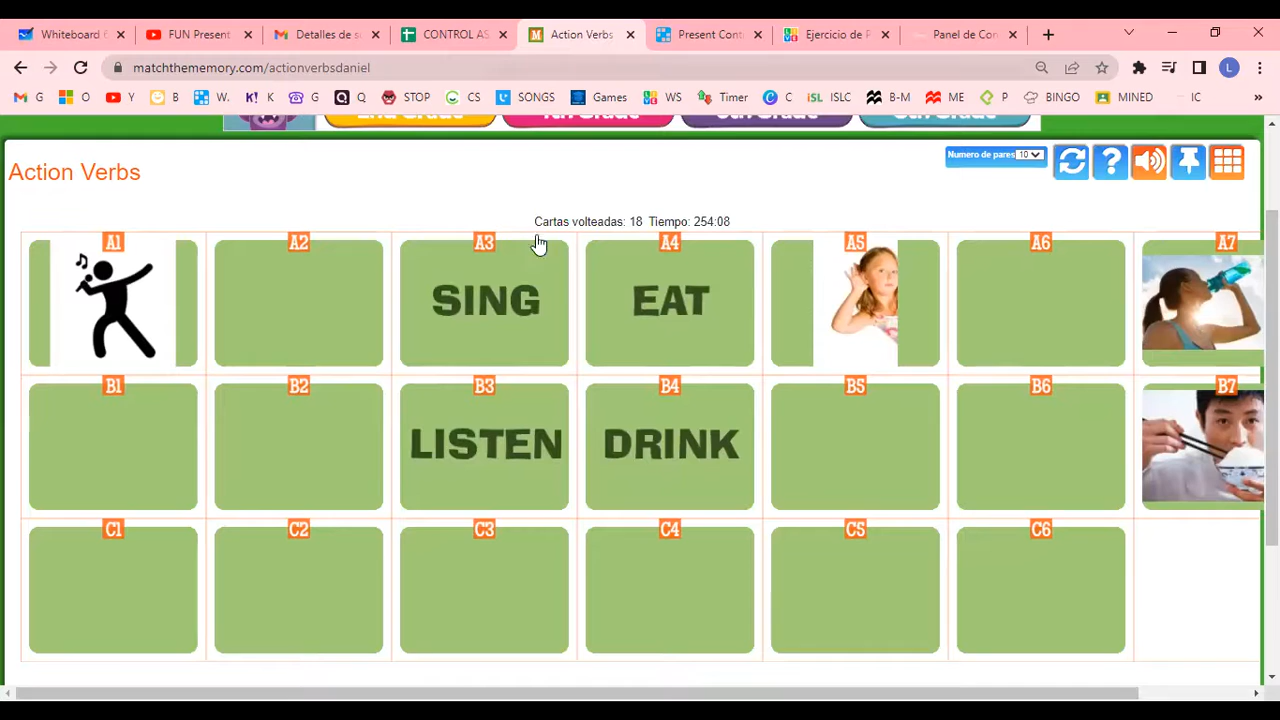 Whiteboard
FUN Present
Detalles de
CONTROL AS
Action Verbs
Present Cont
Ejercicio de
Panel de Con
matchthememory.com/actionverbsdaniel
L
G
O
Y
B
W.
K!
G
Q
STOP
CS
SONGS
Games
WS
Timer
C
ISLC
B-M
ME
P
BINGO
MINED
IC
»
Action Verbs
Numero de pares 10
Cartas volteadas: 18 Tiempo: 254:08
A1
A2
A3
A4
A5
A6
A7
SING
EAT
B1
B2
B3
B4
B5
B6
B7
LISTEN
DRINK
C1
C2
C3
C4
C5
C6